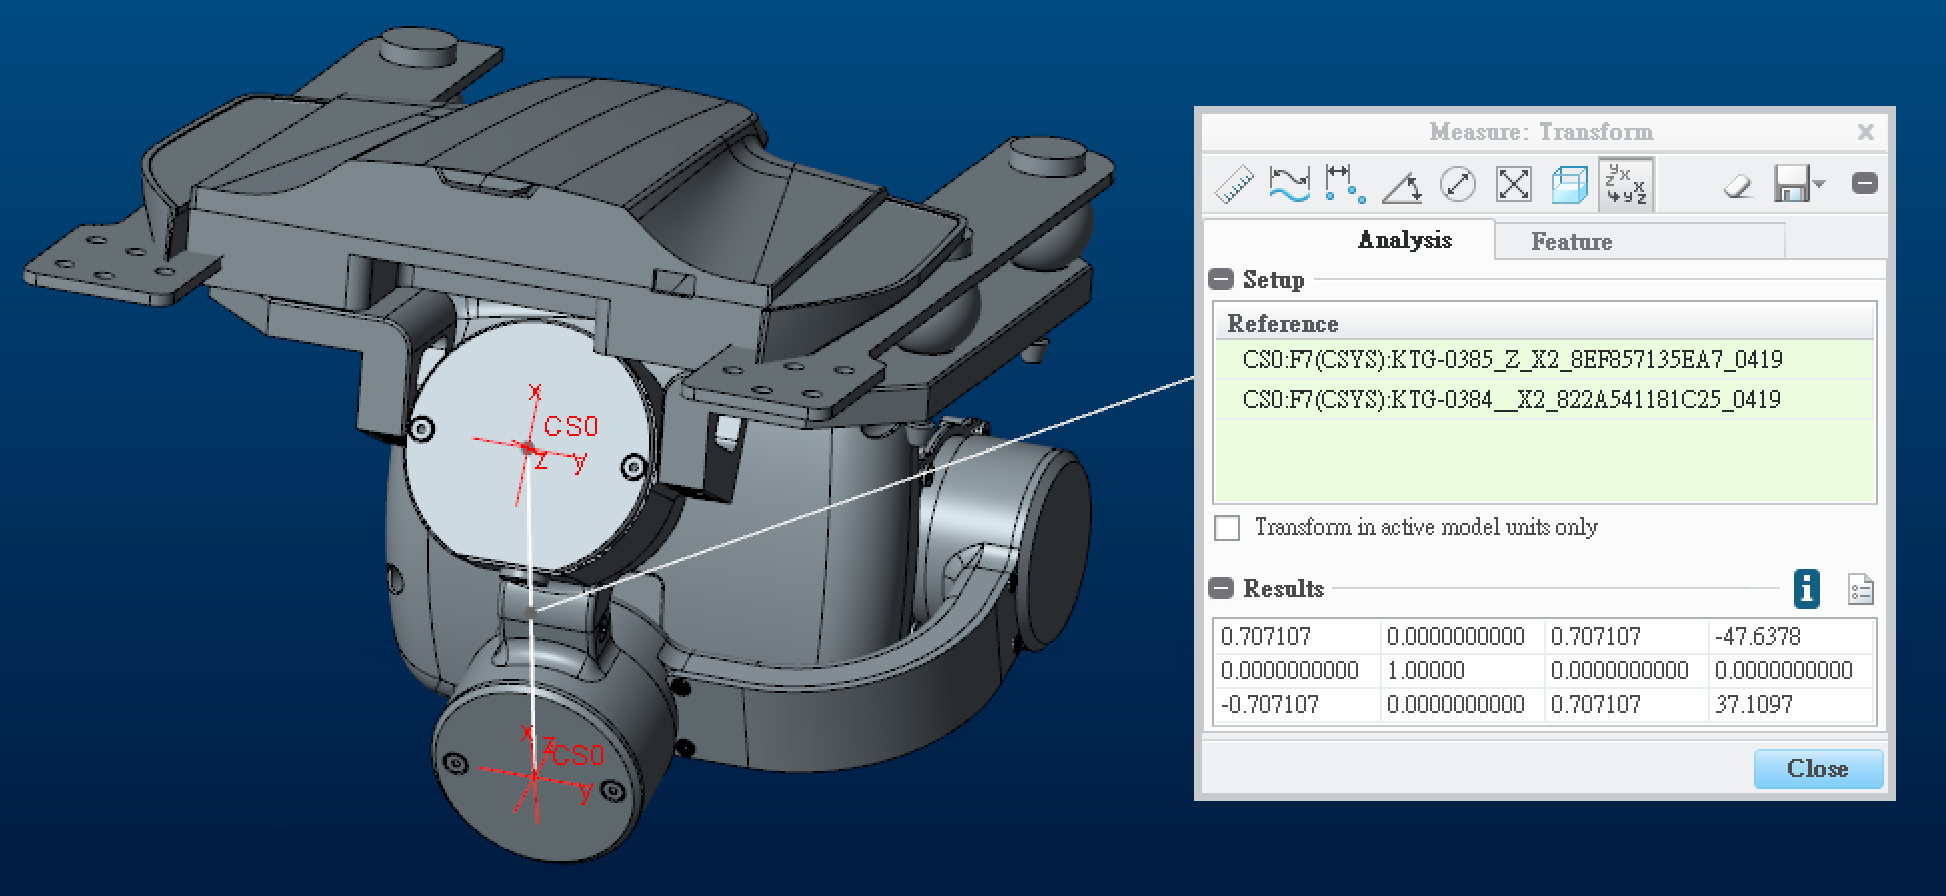 Measure: Transform
Analysis
Feature
Setup
Reference
CS0:F7(CSYS):KTG-0385_Z_X2_8EF857135EA7_0419
CS0:F7(CSYS):KTG-0384__X2_822A541181C25_0419
Transform in active model units only
Results
0.707107 0.0000000000 0.707107 -47.6378
0.0000000000 1.00000 0.0000000000 0.0000000000
-0.707107 0.0000000000 0.707107 37.1097
Close
x
CS0
z y
x z
CS0
y